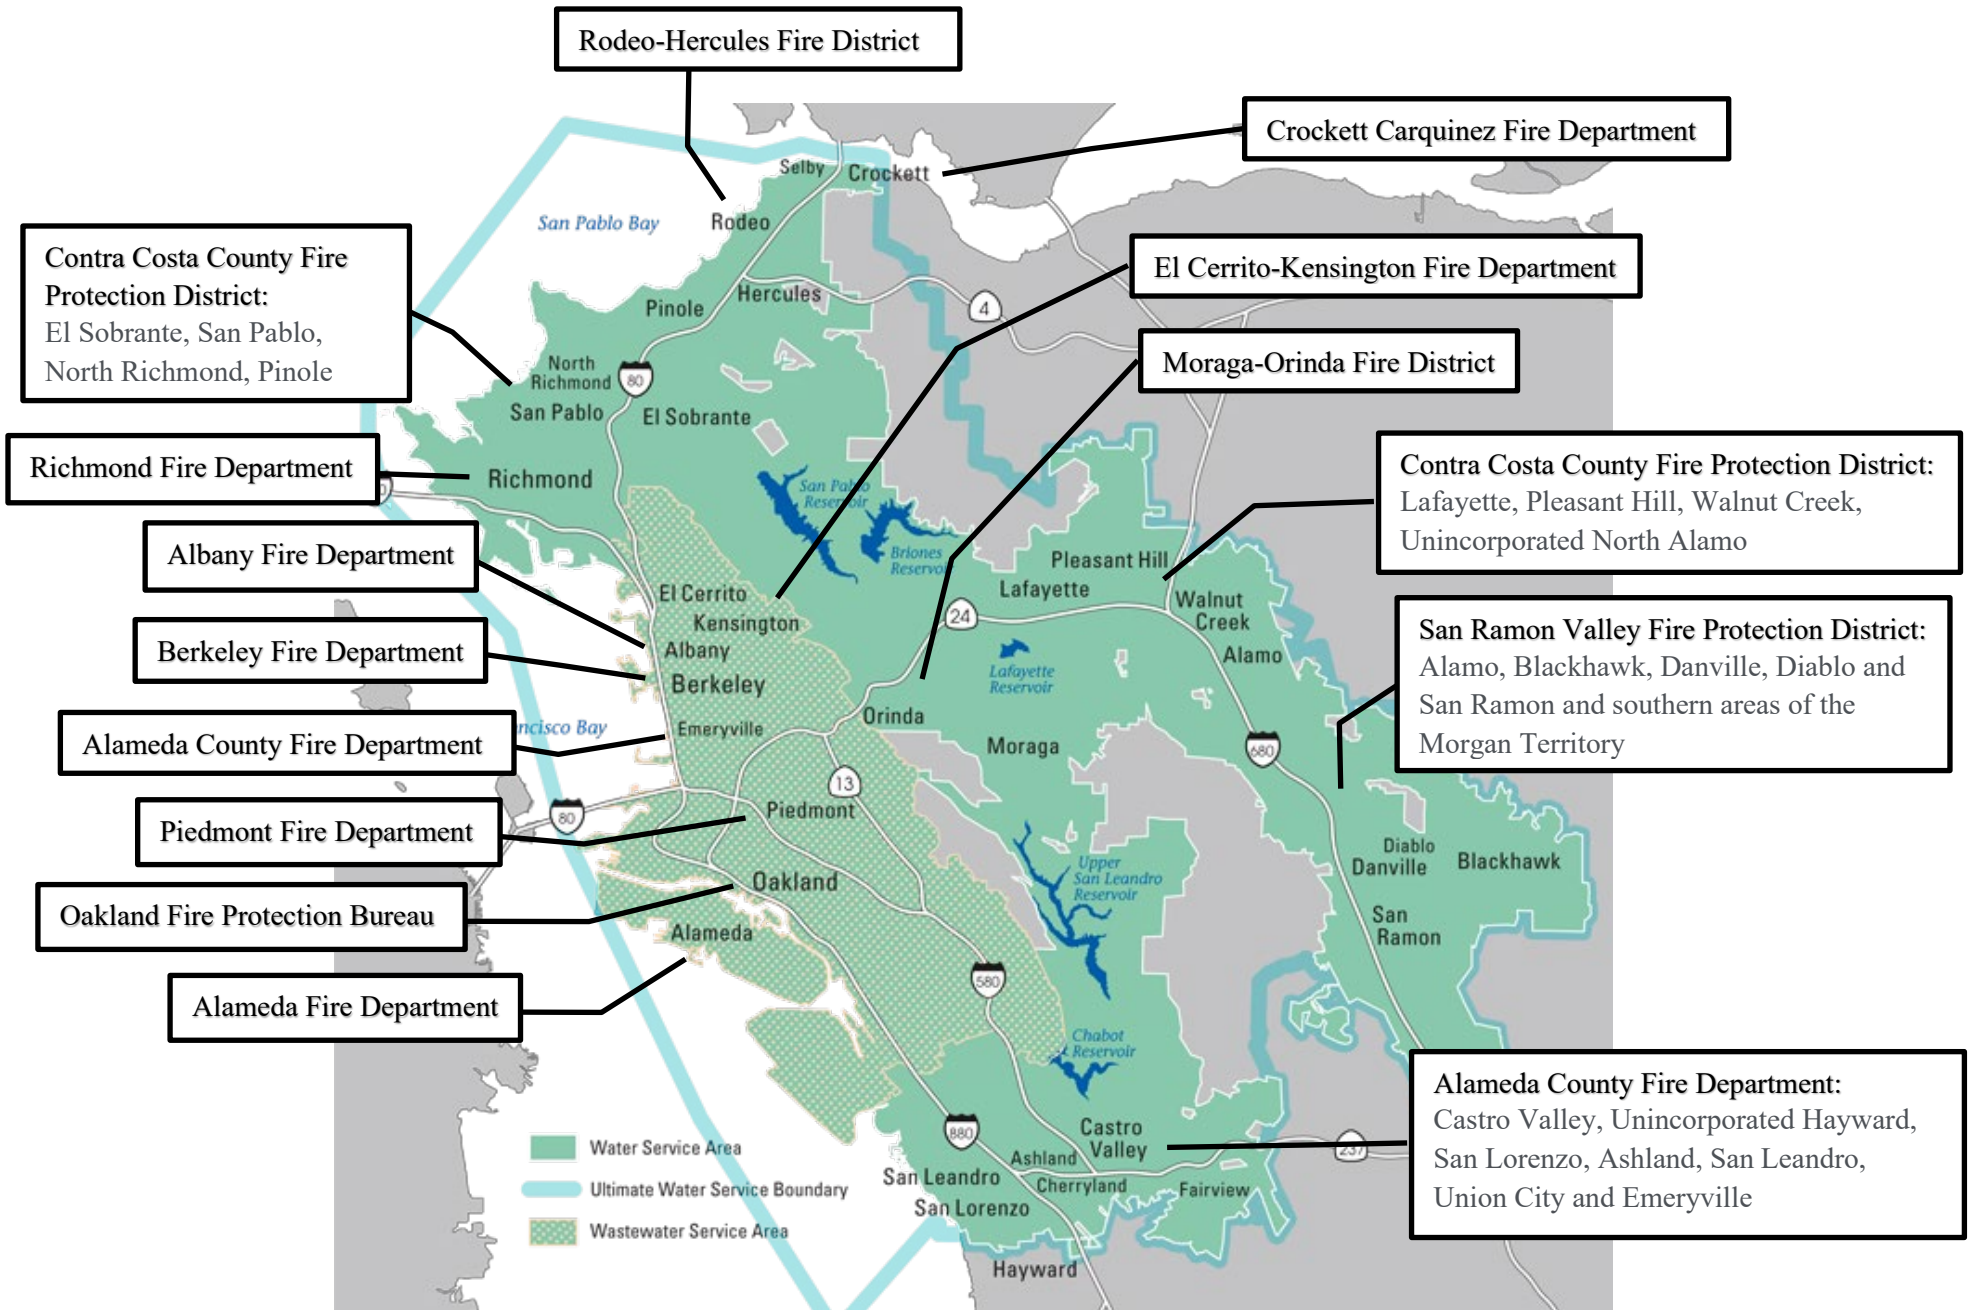 Rodeo-Hercules Fire District
Crockett Carquinez Fire Department
Selby
Crockett
San Pablo Bay
Rodeo
Contra Costa County Fire
Protection District:
El Sobrante, San Pablo,
North Richmond, Pinole
El Cerrito-Kensington Fire Department
Hercules
Pinole
4
Moraga-Orinda Fire District
North
Richmond
80
San Pablo
El Sobrante
Richmond Fire Department
Richmond
Contra Costa County Fire Protection District:
Lafayette, Pleasant Hill, Walnut Creek,
Unincorporated North Alamo
San Pablo
Reservoir
Briones
Reservoir
Albany Fire Department
Pleasant Hill
Lafayette
El Cerrito
Kensington
24
Walnut
Creek
Berkeley Fire Department
Albany
Berkeley
Alamo
Lafayette
Reservoir
San Ramon Valley Fire Protection District:
Alamo, Blackhawk, Danville, Diablo and
San Ramon and southern areas of the
Morgan Territory
Alameda County Fire Department
ncisco Bay
Emeryville
Orinda
Moraga
680
13
80
Piedmont
Piedmont Fire Department
Diablo
Danville
Blackhawk
Upper
San Leandro
Reservoir
Oakland
Oakland Fire Protection Bureau
San
Ramon
Alameda
580
Alameda Fire Department
Chabot
Reservoir
Alameda County Fire Department:
Castro Valley, Unincorporated Hayward,
San Lorenzo, Ashland, San Leandro,
Union City and Emeryville
880
Castro
Valley
237
Ashland
San Leandro
Cherryland
Fairview
San Lorenzo
Hayward
Water Service Area
Ultimate Water Service Boundary
Wastewater Service Area